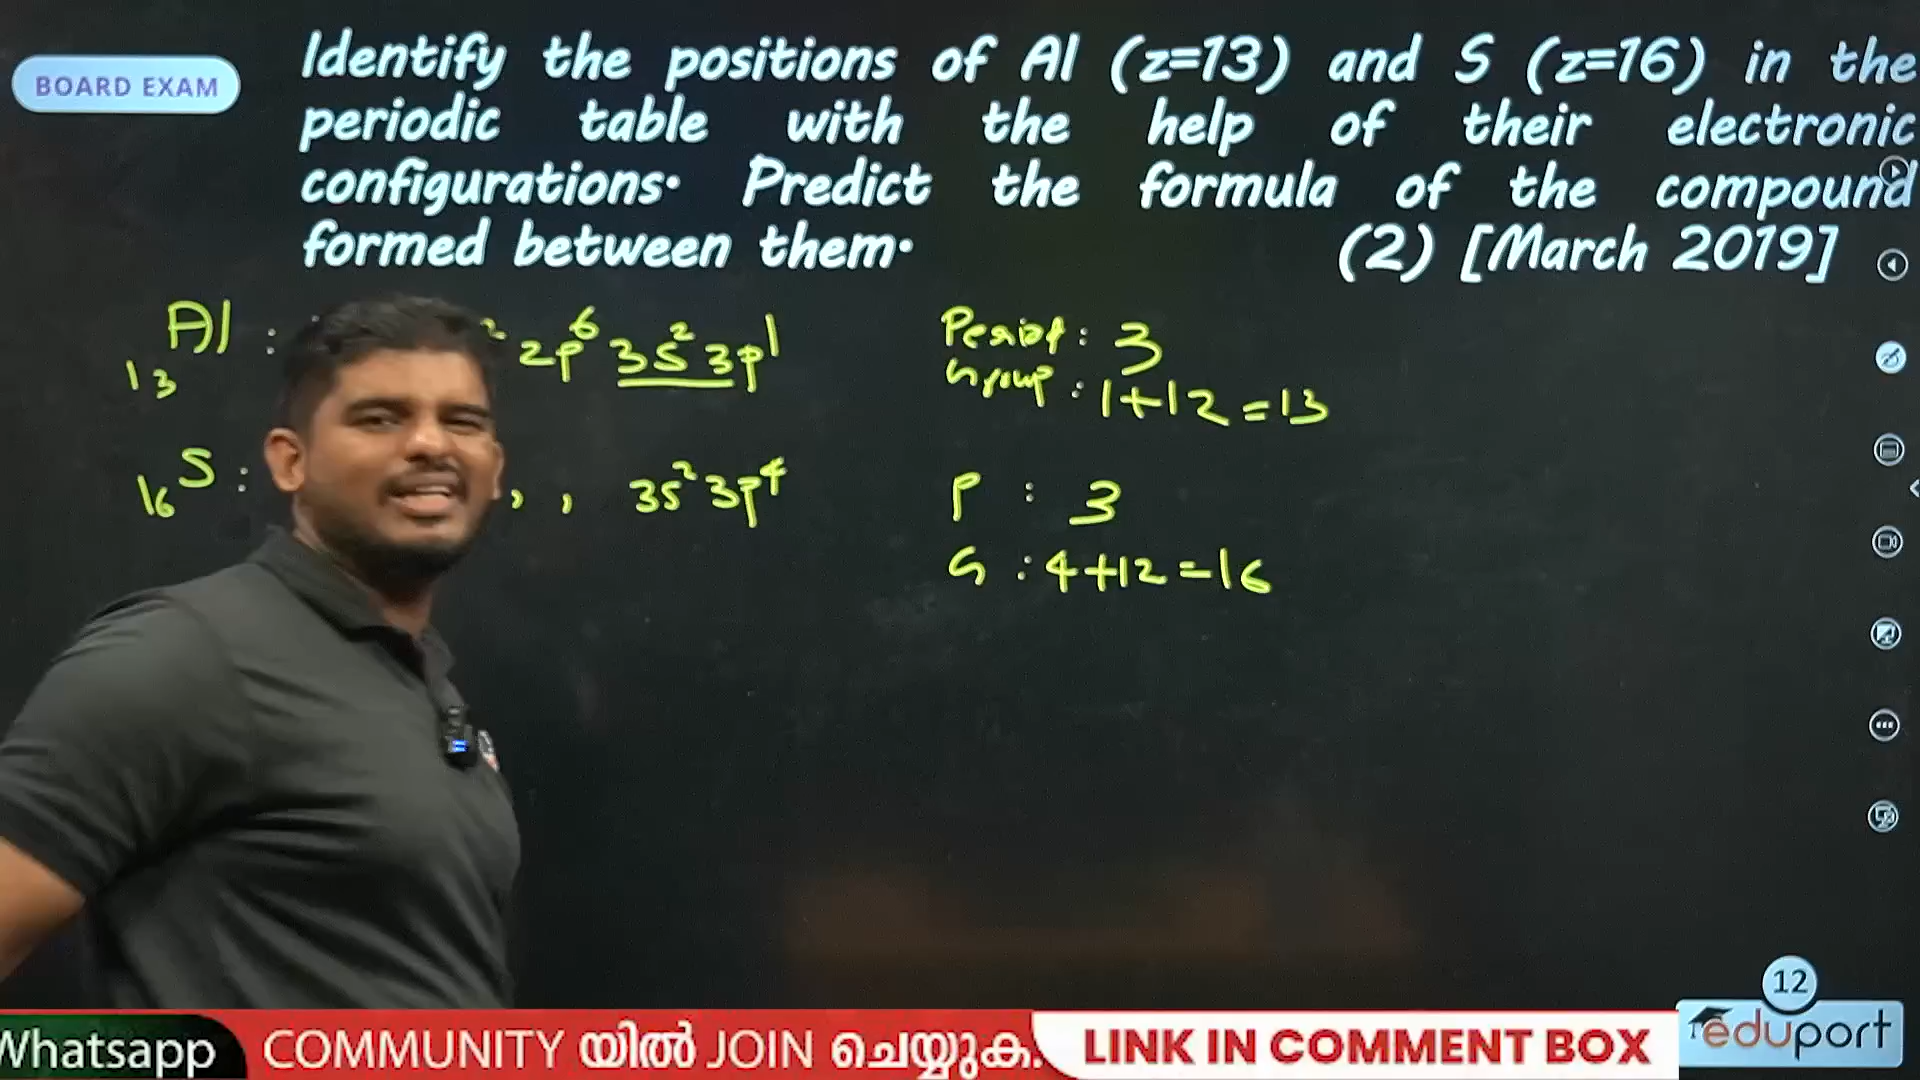 BOARD EXAM
Identify the positions of Al (z=13) and S (z=16) in the
periodic table with the help of their electronic
configurations. Predict the formula of the compound
formed between them. (2) [March 2019]
13Al : 2p⁶ 3s² 3p¹
Period : 3
Group : 1+12=13
16S : , , 3s² 3p⁴
P : 3
G : 4+12=16
12
Whatsapp COMMUNITY യിൽ JOIN ചെയ്യുക. LINK IN COMMENT BOX
eduport